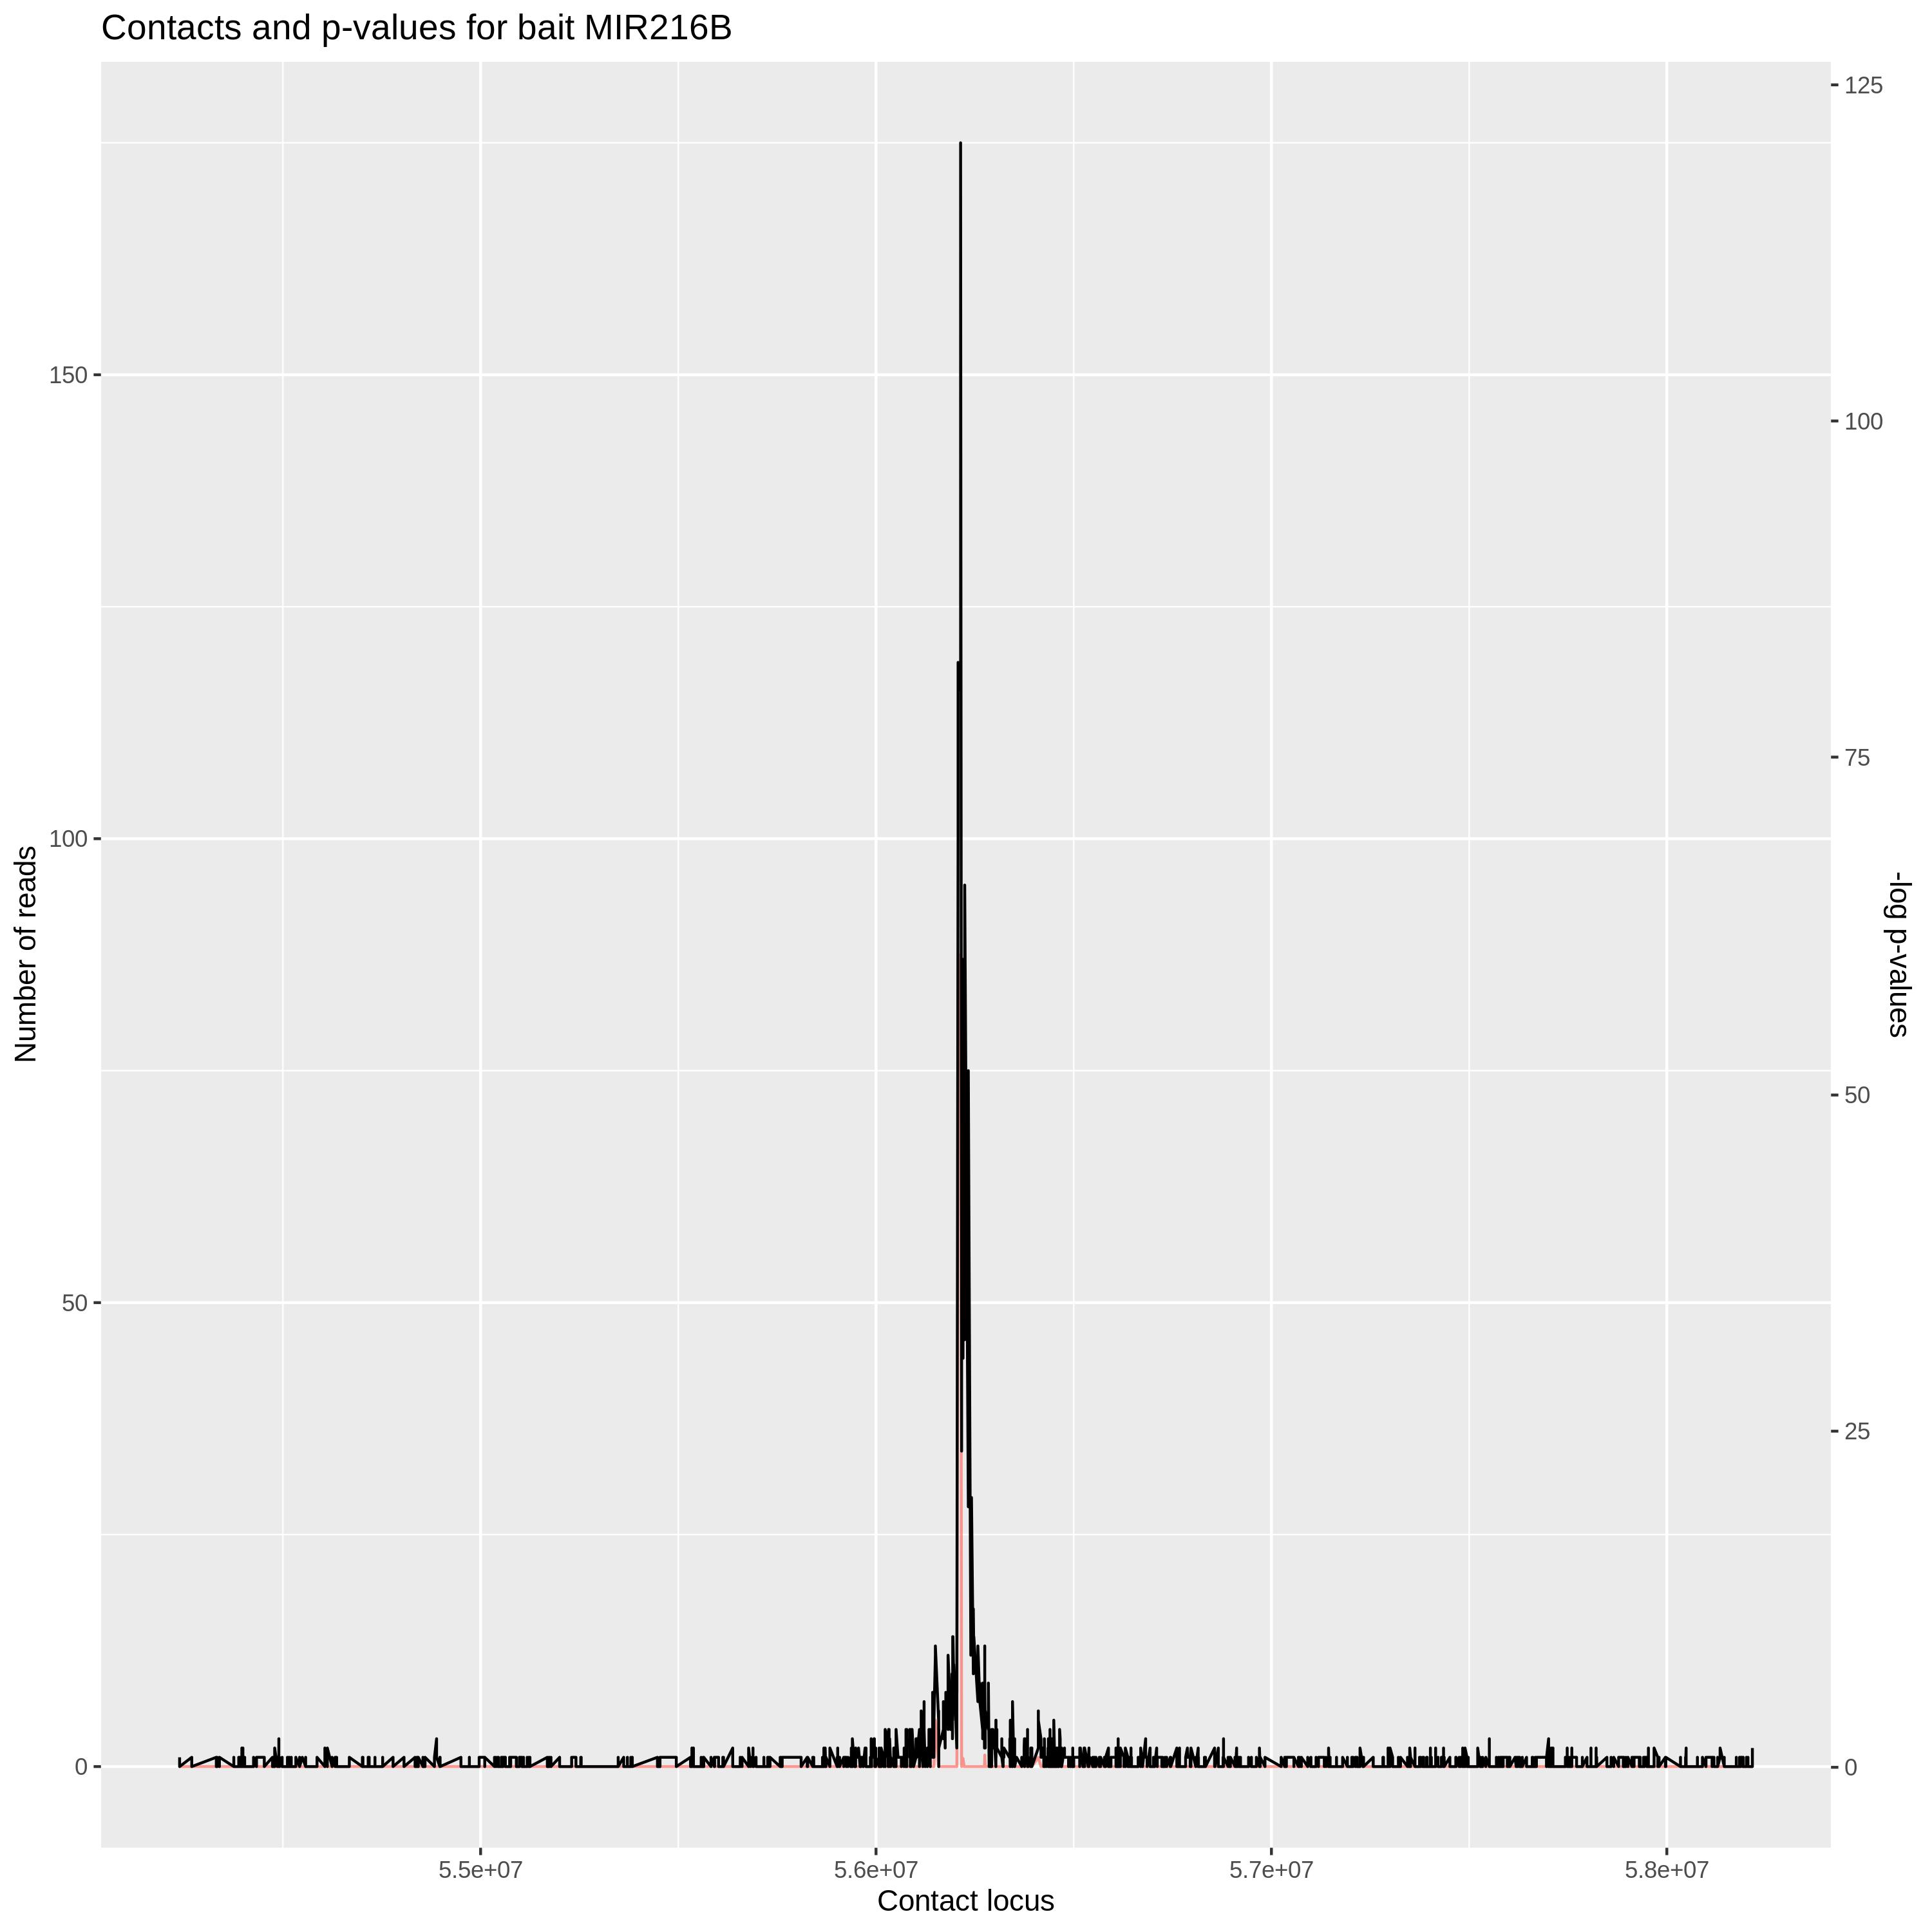 Contacts and p-values for bait MIR216B
125
150
100
100
75
Number of reads
-log p-values
50
50
25
0
0
5.5e+07
5.6e+07
5.7e+07
5.8e+07
Contact locus